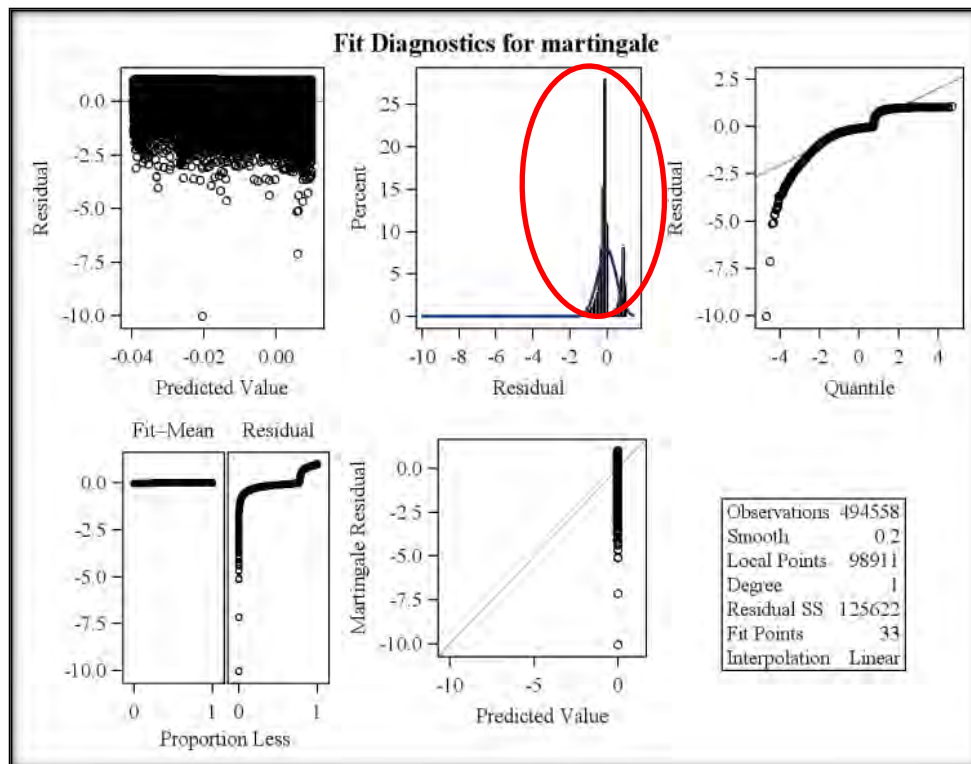 Fit Diagnostics for martingale
Residual
0.0
-2.5
-5.0
-7.5
-10.0
-0.04 -0.02 0.00
Predicted Value
Percent
25
20
15
10
5
0
-10 -8 -6 -4 -2 0
Residual
Residual
2.5
0.0
-2.5
-5.0
-7.5
-10.0
-4 -2 0 2 4
Quantile
Fit–Mean Residual
0.0
-2.5
-5.0
-7.5
-10.0
0 1 0 1
Proportion Less
Martingale Residual
0.0
-2.5
-5.0
-7.5
-10.0
-10 -5 0
Predicted Value
Observations 494558
Smooth 0.2
Local Points 98911
Degree 1
Residual SS 125622
Fit Points 33
Interpolation Linear